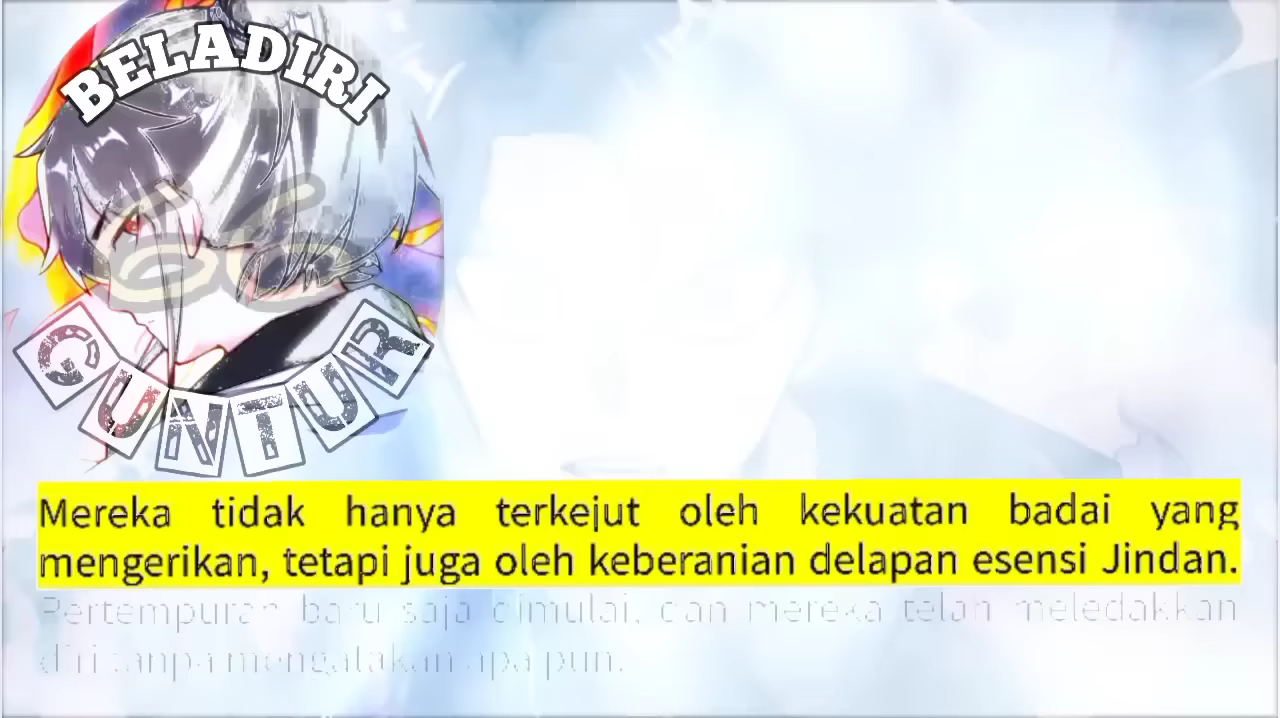 BELADIRI
GUNTUR
Mereka tidak hanya terkejut oleh kekuatan badai yang
mengerikan, tetapi juga oleh keberanian delapan esensi Jindan.
Pertempuran baru saja dimulai, dan mereka telah meledakkan
diri tanpa mengatakan apa pun.